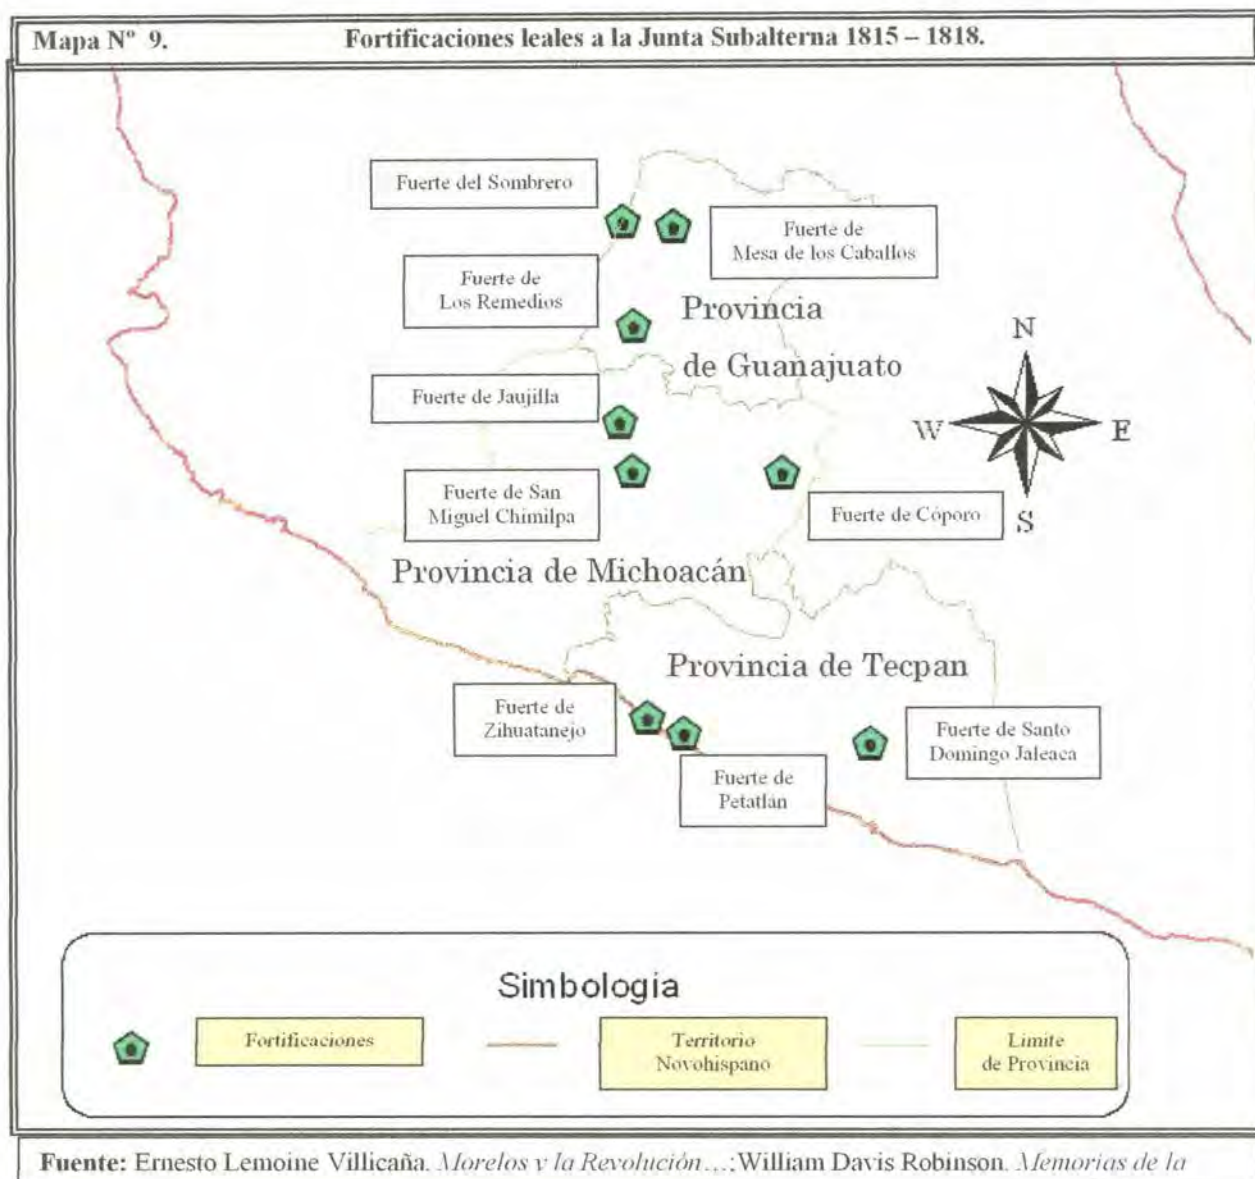 Mapa Nº 9. Fortificaciones leales a la Junta Subalterna 1815 – 1818.
Fuerte del Sombrero
Fuerte de
Mesa de los Caballos
Fuerte de
Los Remedios
Provincia
de Guanajuato
Fuerte de Jaujilla
N
W
E
S
Fuerte de San
Miguel Chimilpa
Fuerte de Cóporo
Provincia de Michoacán
Provincia de Tecpan
Fuerte de
Zihuatanejo
Fuerte de Santo
Domingo Jaleaca
Fuerte de
Petatlán
Simbologia
Fortificaciones
Territorio
Novohispano
Limite
de Provincia
Fuente: Ernesto Lemoine Villicaña. Morelos y la Revolución…;William Davis Robinson. Memorias de la